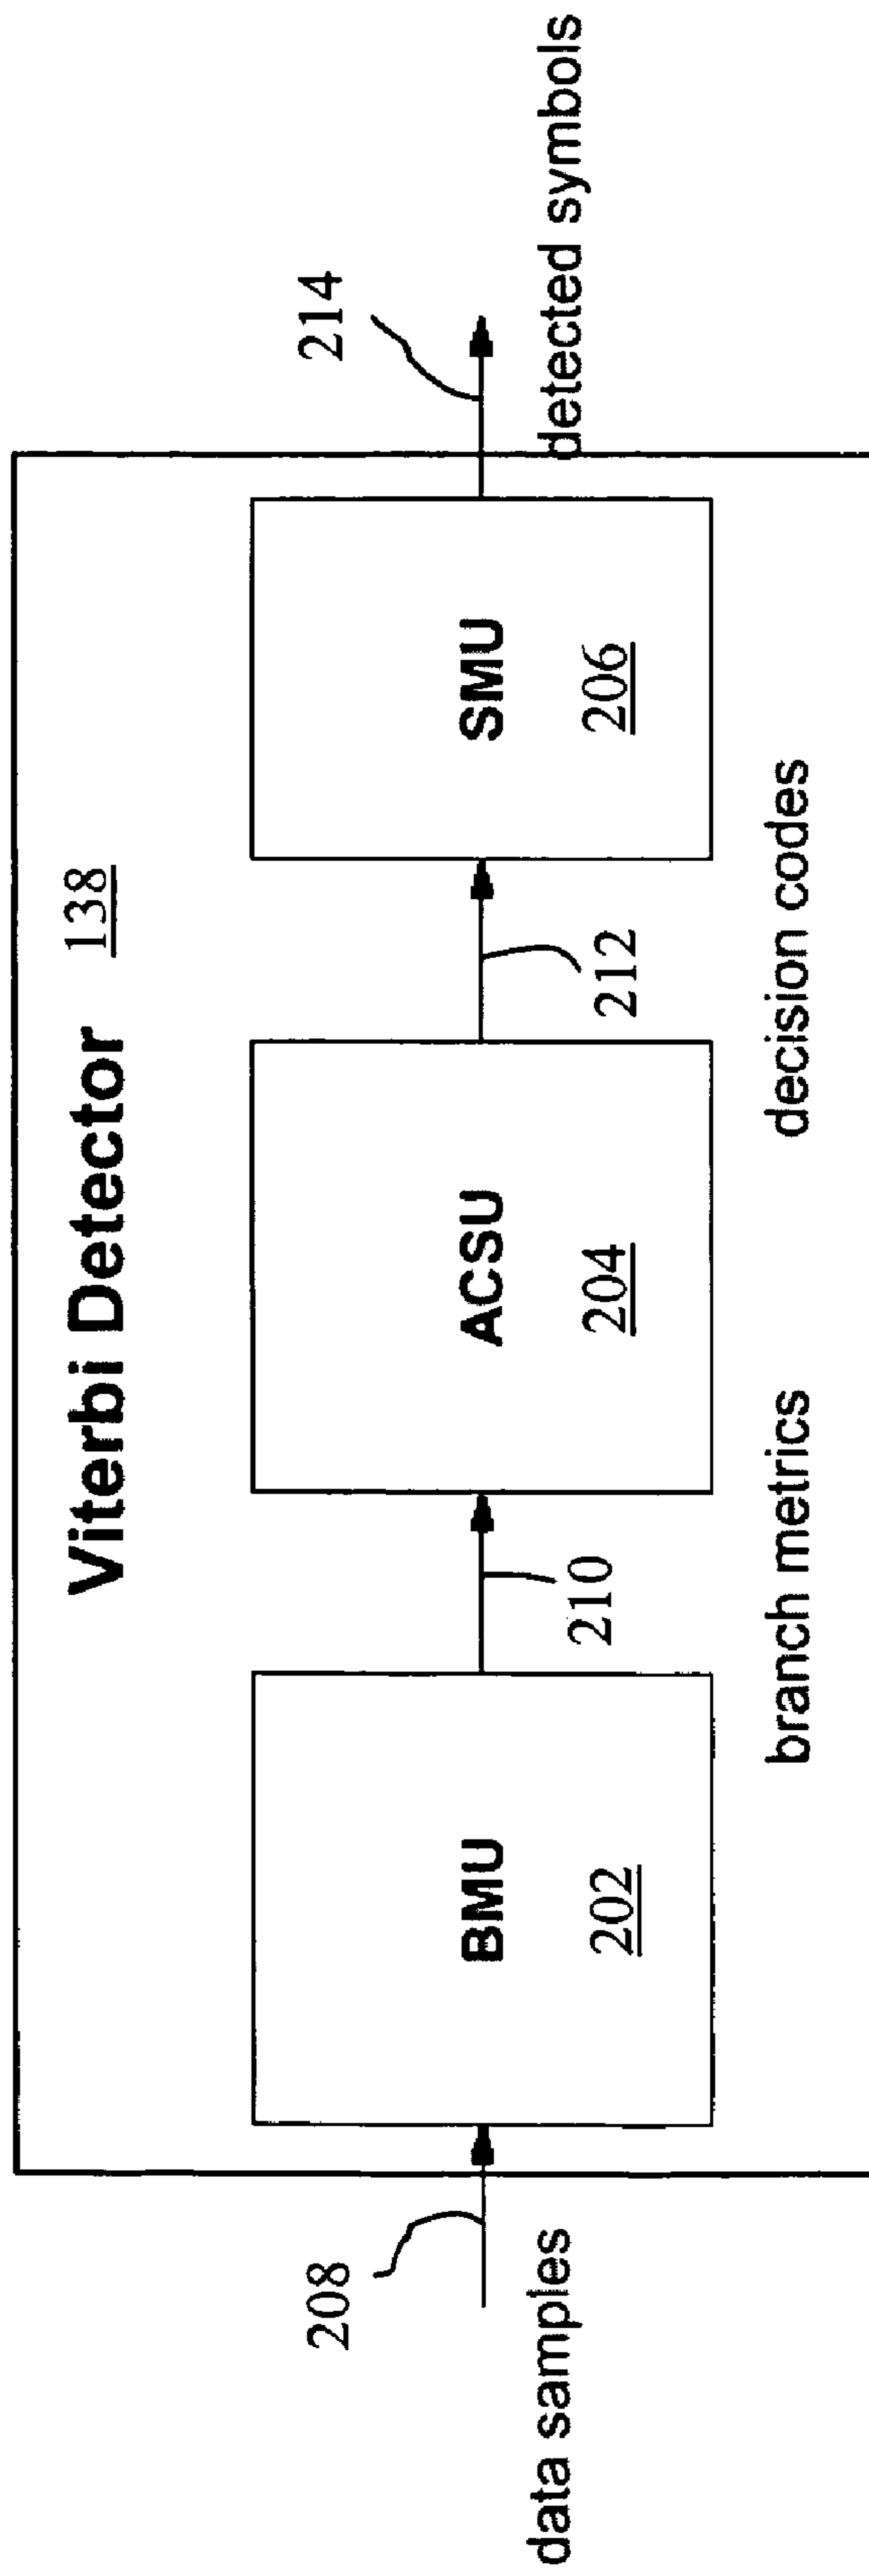 Viterbi Detector 138
208
data samples
BMU
202
210
branch metrics
ACSU
204
212
decision codes
SMU
206
214
detected symbols